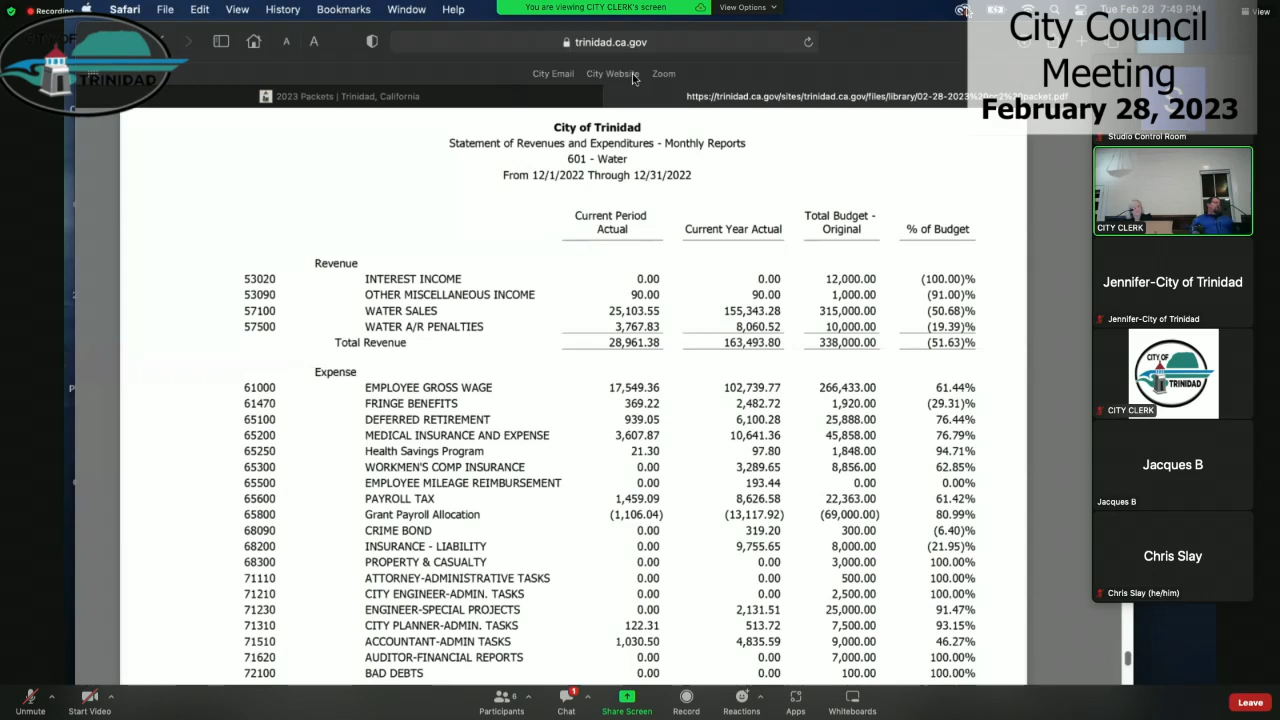 Recording
Safari File Edit View History Bookmarks Window Help
You are viewing CITY CLERK's screen
View Options
Tue Feb 28 7:49 PM
View
CITY OF
TRINIDAD
City Council
Meeting
February 28, 2023
A A
trinidad.ca.gov
City Email City Website Zoom
2023 Packets | Trinidad, California
https://trinidad.ca.gov/sites/trinidad.ca.gov/files/library/02-28-2023%20cc2%20packet.pdf
City of Trinidad
Statement of Revenues and Expenditures - Monthly Reports
601 - Water
From 12/1/2022 Through 12/31/2022
Current Period Actual Current Year Actual Total Budget - Original % of Budget
Revenue
53020 INTEREST INCOME 0.00 0.00 12,000.00 (100.00)%
53090 OTHER MISCELLANEOUS INCOME 90.00 90.00 1,000.00 (91.00)%
57100 WATER SALES 25,103.55 155,343.28 315,000.00 (50.68)%
57500 WATER A/R PENALTIES 3,767.83 8,060.52 10,000.00 (19.39)%
Total Revenue 28,961.38 163,493.80 338,000.00 (51.63)%
Expense
61000 EMPLOYEE GROSS WAGE 17,549.36 102,739.77 266,433.00 61.44%
61470 FRINGE BENEFITS 369.22 2,482.72 1,920.00 (29.31)%
65100 DEFERRED RETIREMENT 939.05 6,100.28 25,888.00 76.44%
65200 MEDICAL INSURANCE AND EXPENSE 3,607.87 10,641.36 45,858.00 76.79%
65250 Health Savings Program 21.30 97.80 1,848.00 94.71%
65300 WORKMEN'S COMP INSURANCE 0.00 3,289.65 8,856.00 62.85%
65500 EMPLOYEE MILEAGE REIMBURSEMENT 0.00 193.44 0.00 0.00%
65600 PAYROLL TAX 1,459.09 8,626.58 22,363.00 61.42%
65800 Grant Payroll Allocation (1,106.04) (13,117.92) (69,000.00) 80.99%
68090 CRIME BOND 0.00 319.20 300.00 (6.40)%
68200 INSURANCE - LIABILITY 0.00 9,755.65 8,000.00 (21.95)%
68300 PROPERTY & CASUALTY 0.00 0.00 3,000.00 100.00%
71110 ATTORNEY-ADMINISTRATIVE TASKS 0.00 0.00 500.00 100.00%
71210 CITY ENGINEER-ADMIN. TASKS 0.00 0.00 2,500.00 100.00%
71230 ENGINEER-SPECIAL PROJECTS 0.00 2,131.51 25,000.00 91.47%
71310 CITY PLANNER-ADMIN. TASKS 122.31 513.72 7,500.00 93.15%
71510 ACCOUNTANT-ADMIN TASKS 1,030.50 4,835.59 9,000.00 46.27%
71620 AUDITOR-FINANCIAL REPORTS 0.00 0.00 7,000.00 100.00%
72100 BAD DEBTS 0.00 0.00 100.00 100.00%
Studio Control Room
CITY CLERK
Jennifer-City of Trinidad
Jennifer-City of Trinidad
CITY OF
TRINIDAD
CITY CLERK
Jacques B
Jacques B
Chris Slay
Chris Slay (he/him)
Unmute Start Video Participants 6 Chat 1 Share Screen Record Reactions Apps Whiteboards Leave